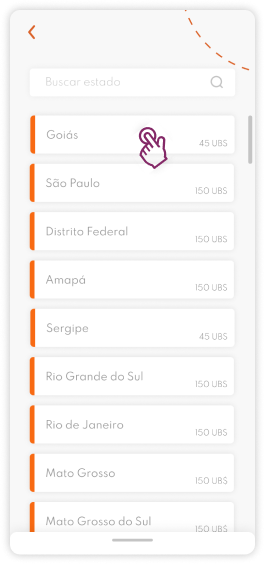 Buscar estado
Goiás
45 UBS
São Paulo
150 UBS
Distrito Federal
150 UBS
Amapá
150 UBS
Sergipe
45 UBS
Rio Grande do Sul
150 UBS
Rio de Janeiro
150 UBS
Mato Grosso
150 UBS
Mato Grosso do Sul
150 UBS